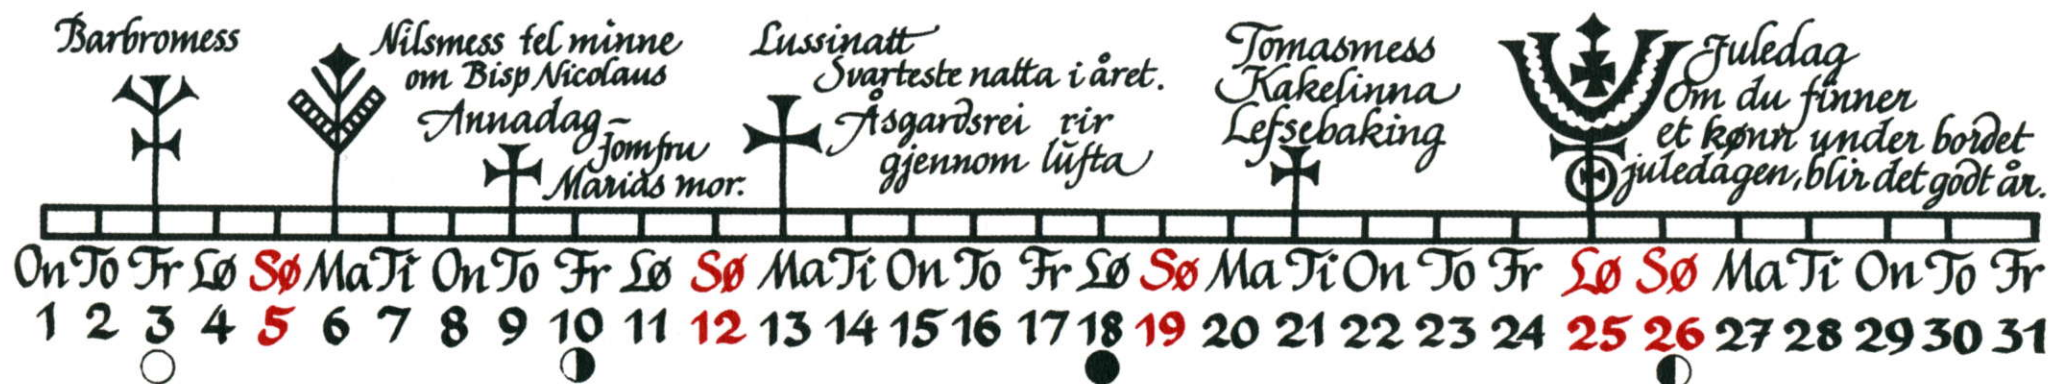 Barbromess
Nilsmess tel minne
om Bisp Nicolaus
Annadag -
Jomfru
Marias mor.
Lussinatt
Svarteste natta i året.
Åsgardsrei rir
gjennom lufta
Tomasmess
Kakelinna
Lefsebaking
Juledag
Om du finner
et kønn under bordet
juledagen, blir det godt år.
On To Fr Lø Sø Ma Ti On To Fr Lø Sø Ma Ti On To Fr Lø Sø Ma Ti On To Fr Lø Sø Ma Ti On To Fr
1 2 3 4 5 6 7 8 9 10 11 12 13 14 15 16 17 18 19 20 21 22 23 24 25 26 27 28 29 30 31